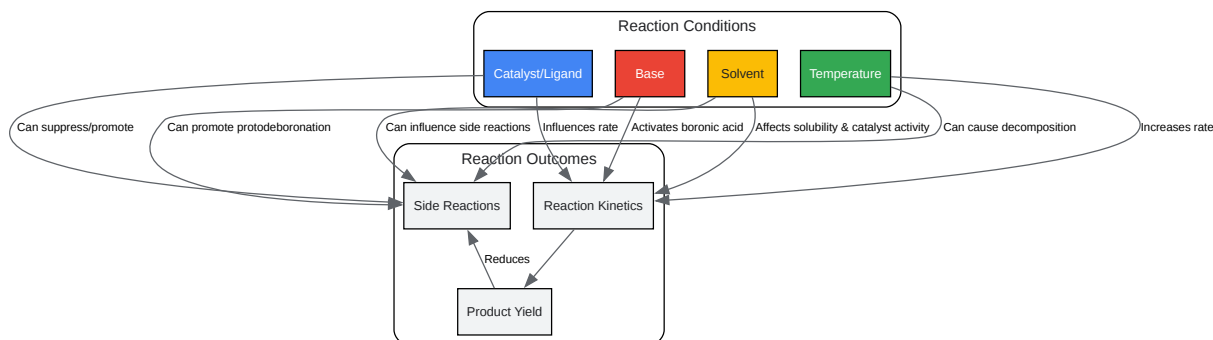 Reaction Conditions
Catalyst/Ligand
Base
Solvent
Temperature
Can suppress/promote
Can promote protodeboronation
Can influence side reactions
Influences rate
Activates boronic acid
Affects solubility & catalyst activity
Can cause decomposition
Increases rate
Reaction Outcomes
Side Reactions
Reaction Kinetics
Reduces
Product Yield